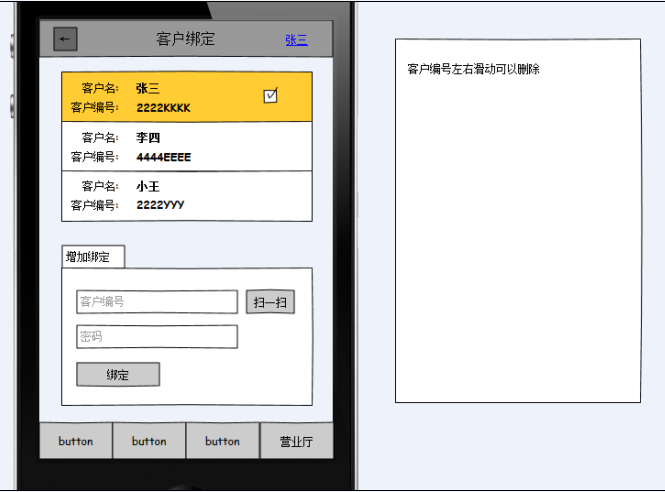 ← 客户绑定 张三
客户名: 张三
客户编号: 2222KKKK
客户名: 李四
客户编号: 4444EEEE
客户名: 小王
客户编号: 2222YYY
增加绑定
客户编号 扫一扫
密码
绑定
button button button 营业厅
客户编号左右滑动可以删除